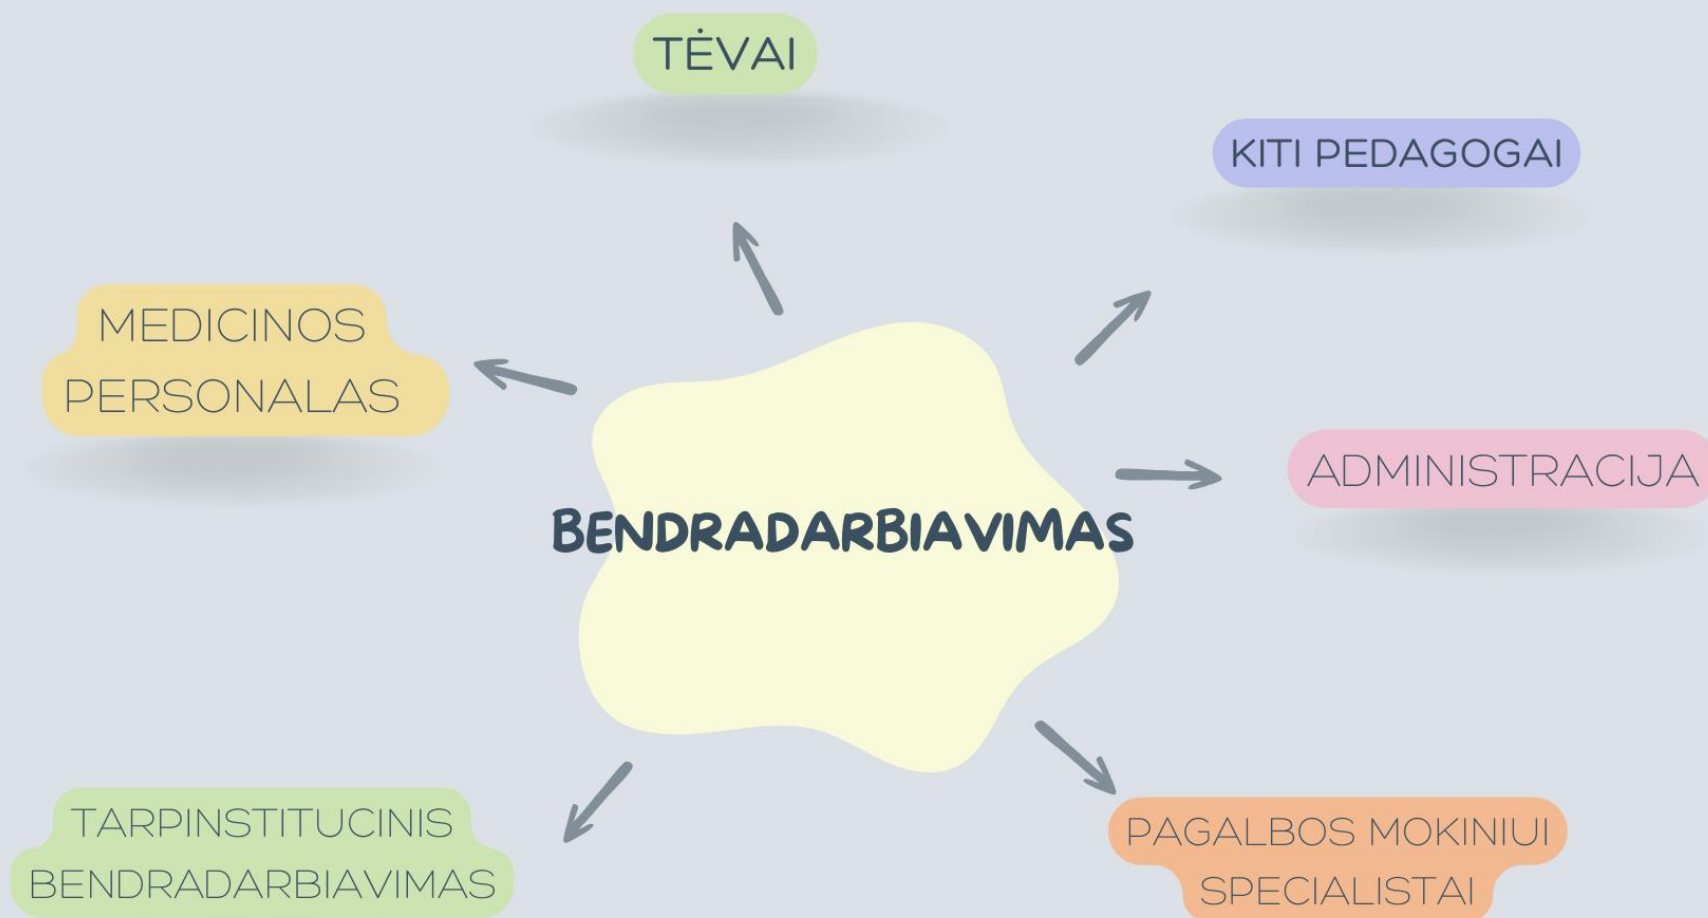 TĖVAI
KITI PEDAGOGAI
MEDICINOS
PERSONALAS
ADMINISTRACIJA
BENDRADARBIAVIMAS
TARPINSTITUCINIS
BENDRADARBIAVIMAS
PAGALBOS MOKINIUI
SPECIALISTAI